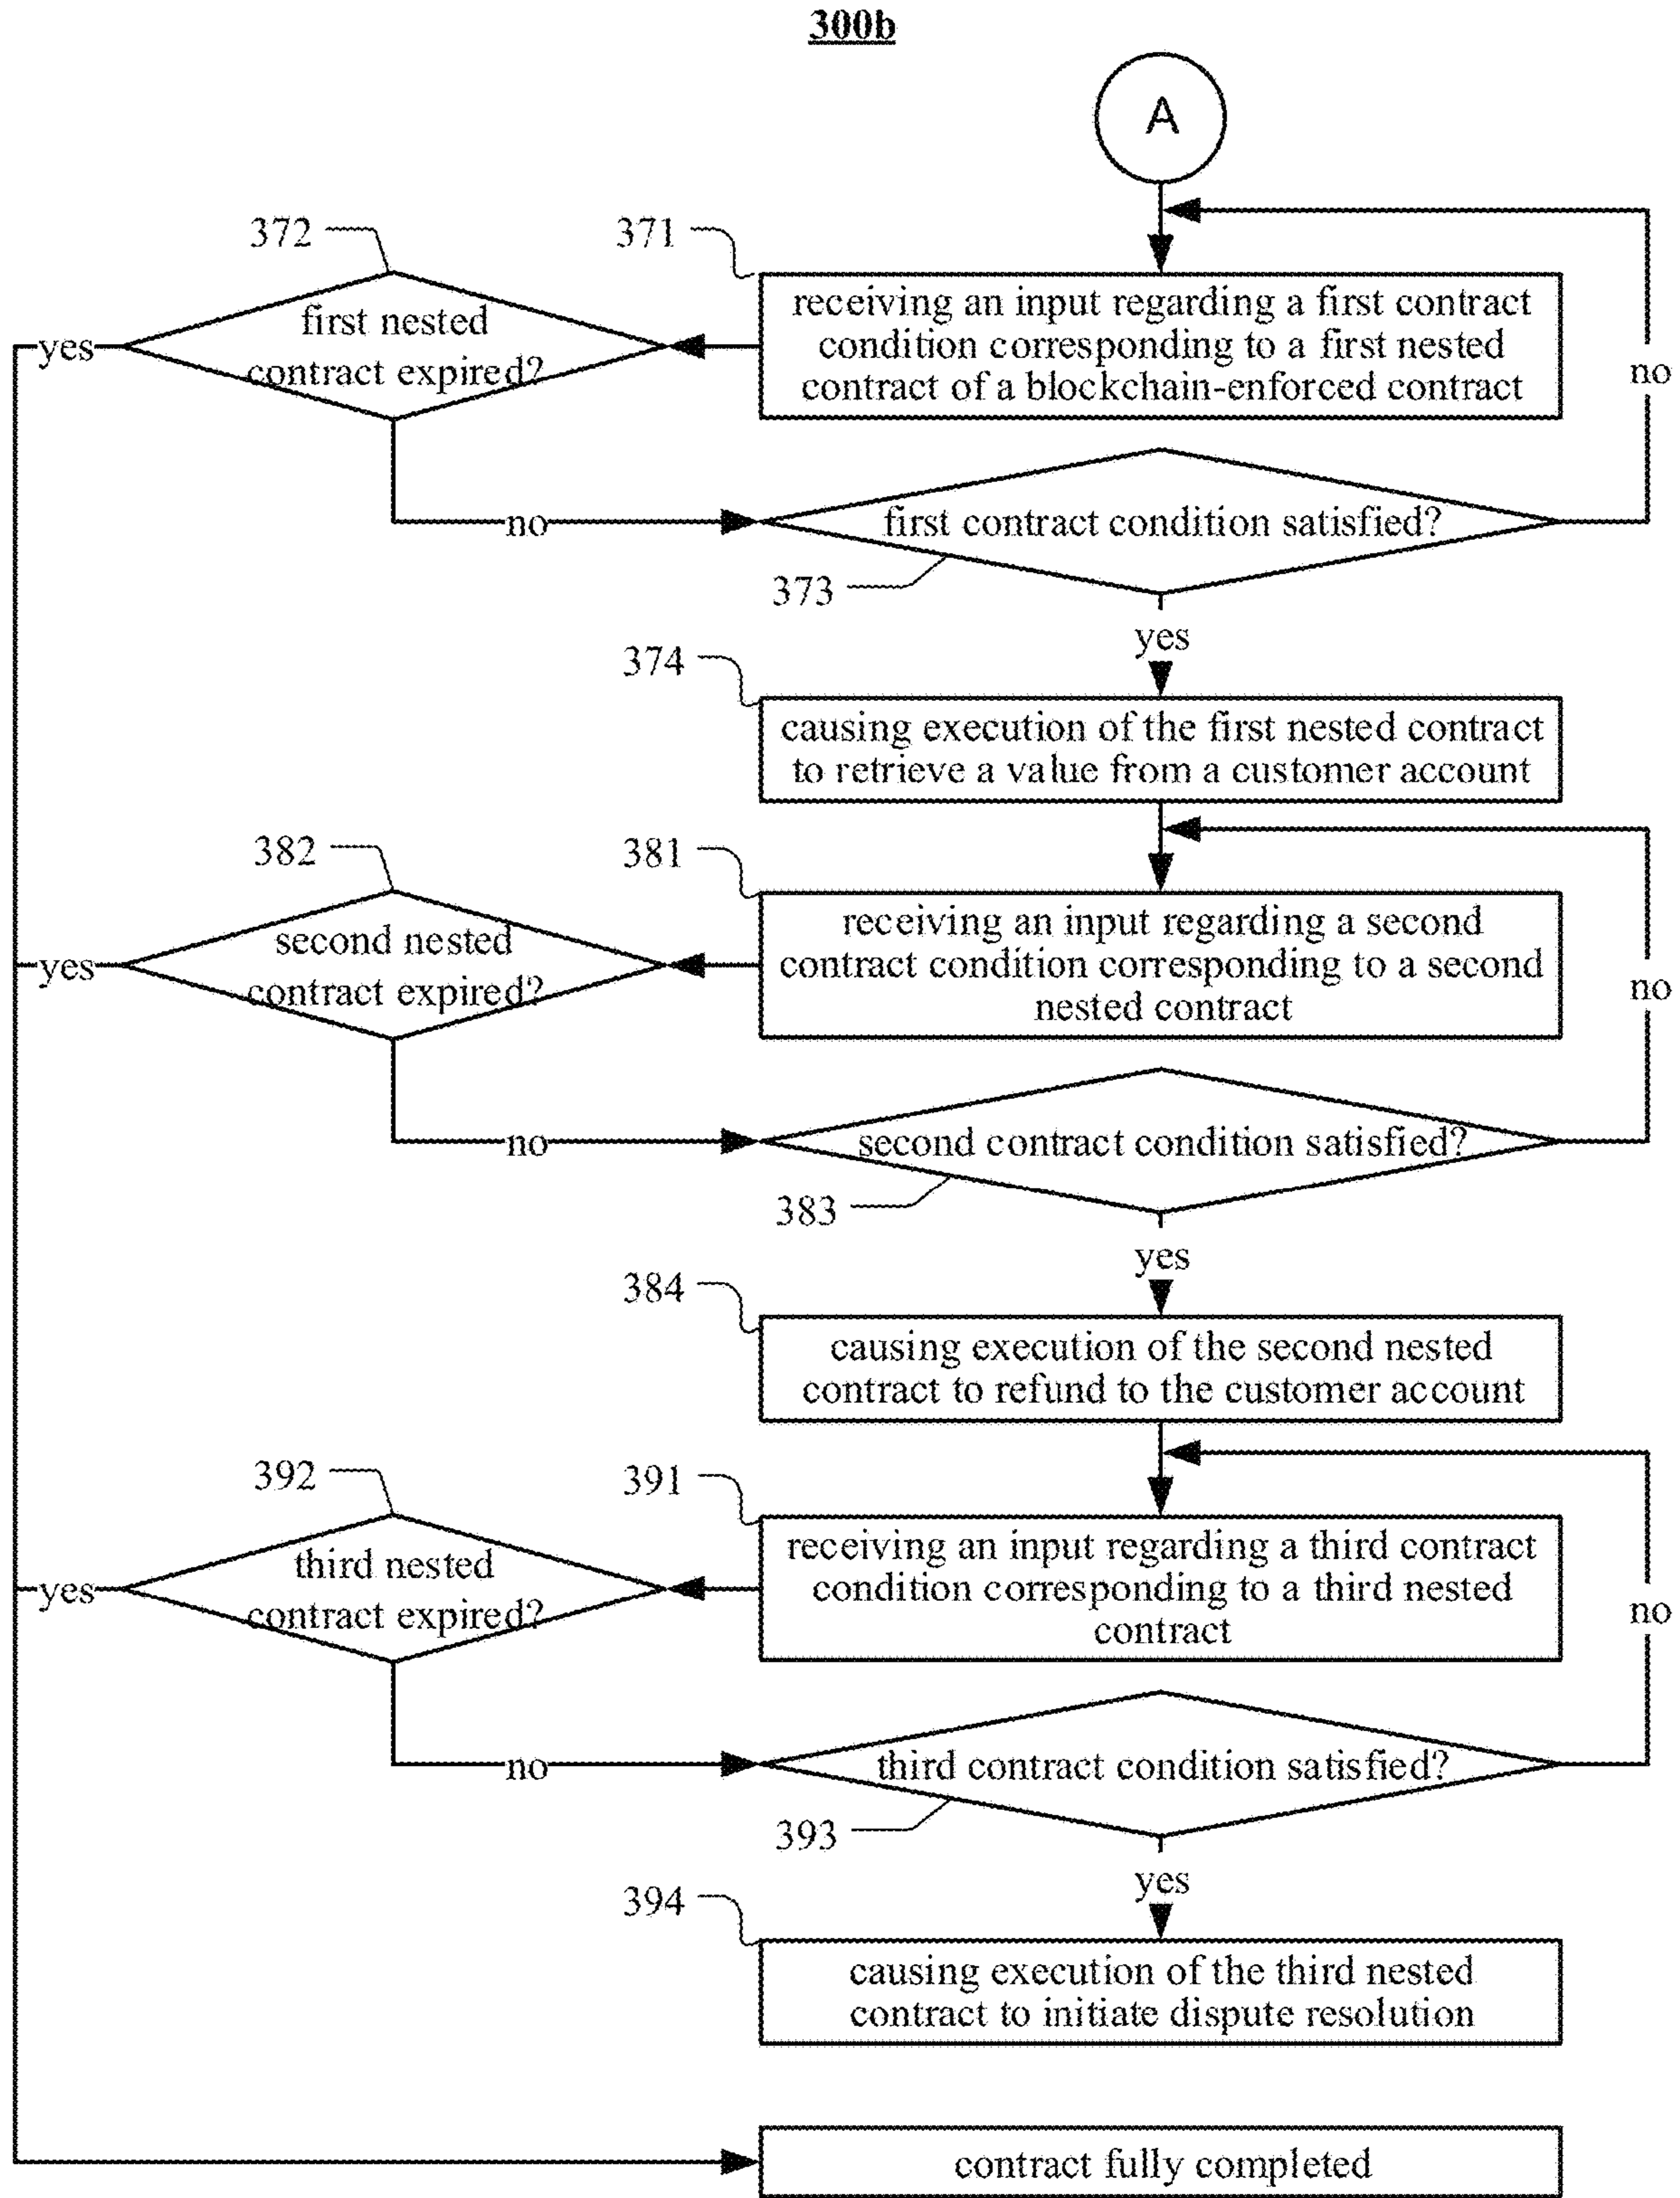 300b
A
372
371
first nested
contract expired?
receiving an input regarding a first contract
condition corresponding to a first nested
contract of a blockchain-enforced contract
yes
no
no
first contract condition satisfied?
373
yes
374
causing execution of the first nested contract
to retrieve a value from a customer account
382
381
second nested
contract expired?
receiving an input regarding a second
contract condition corresponding to a second
nested contract
yes
no
no
second contract condition satisfied?
383
yes
384
causing execution of the second nested
contract to refund to the customer account
392
391
third nested
contract expired?
receiving an input regarding a third contract
condition corresponding to a third nested
contract
yes
no
no
third contract condition satisfied?
393
yes
394
causing execution of the third nested
contract to initiate dispute resolution
contract fully completed